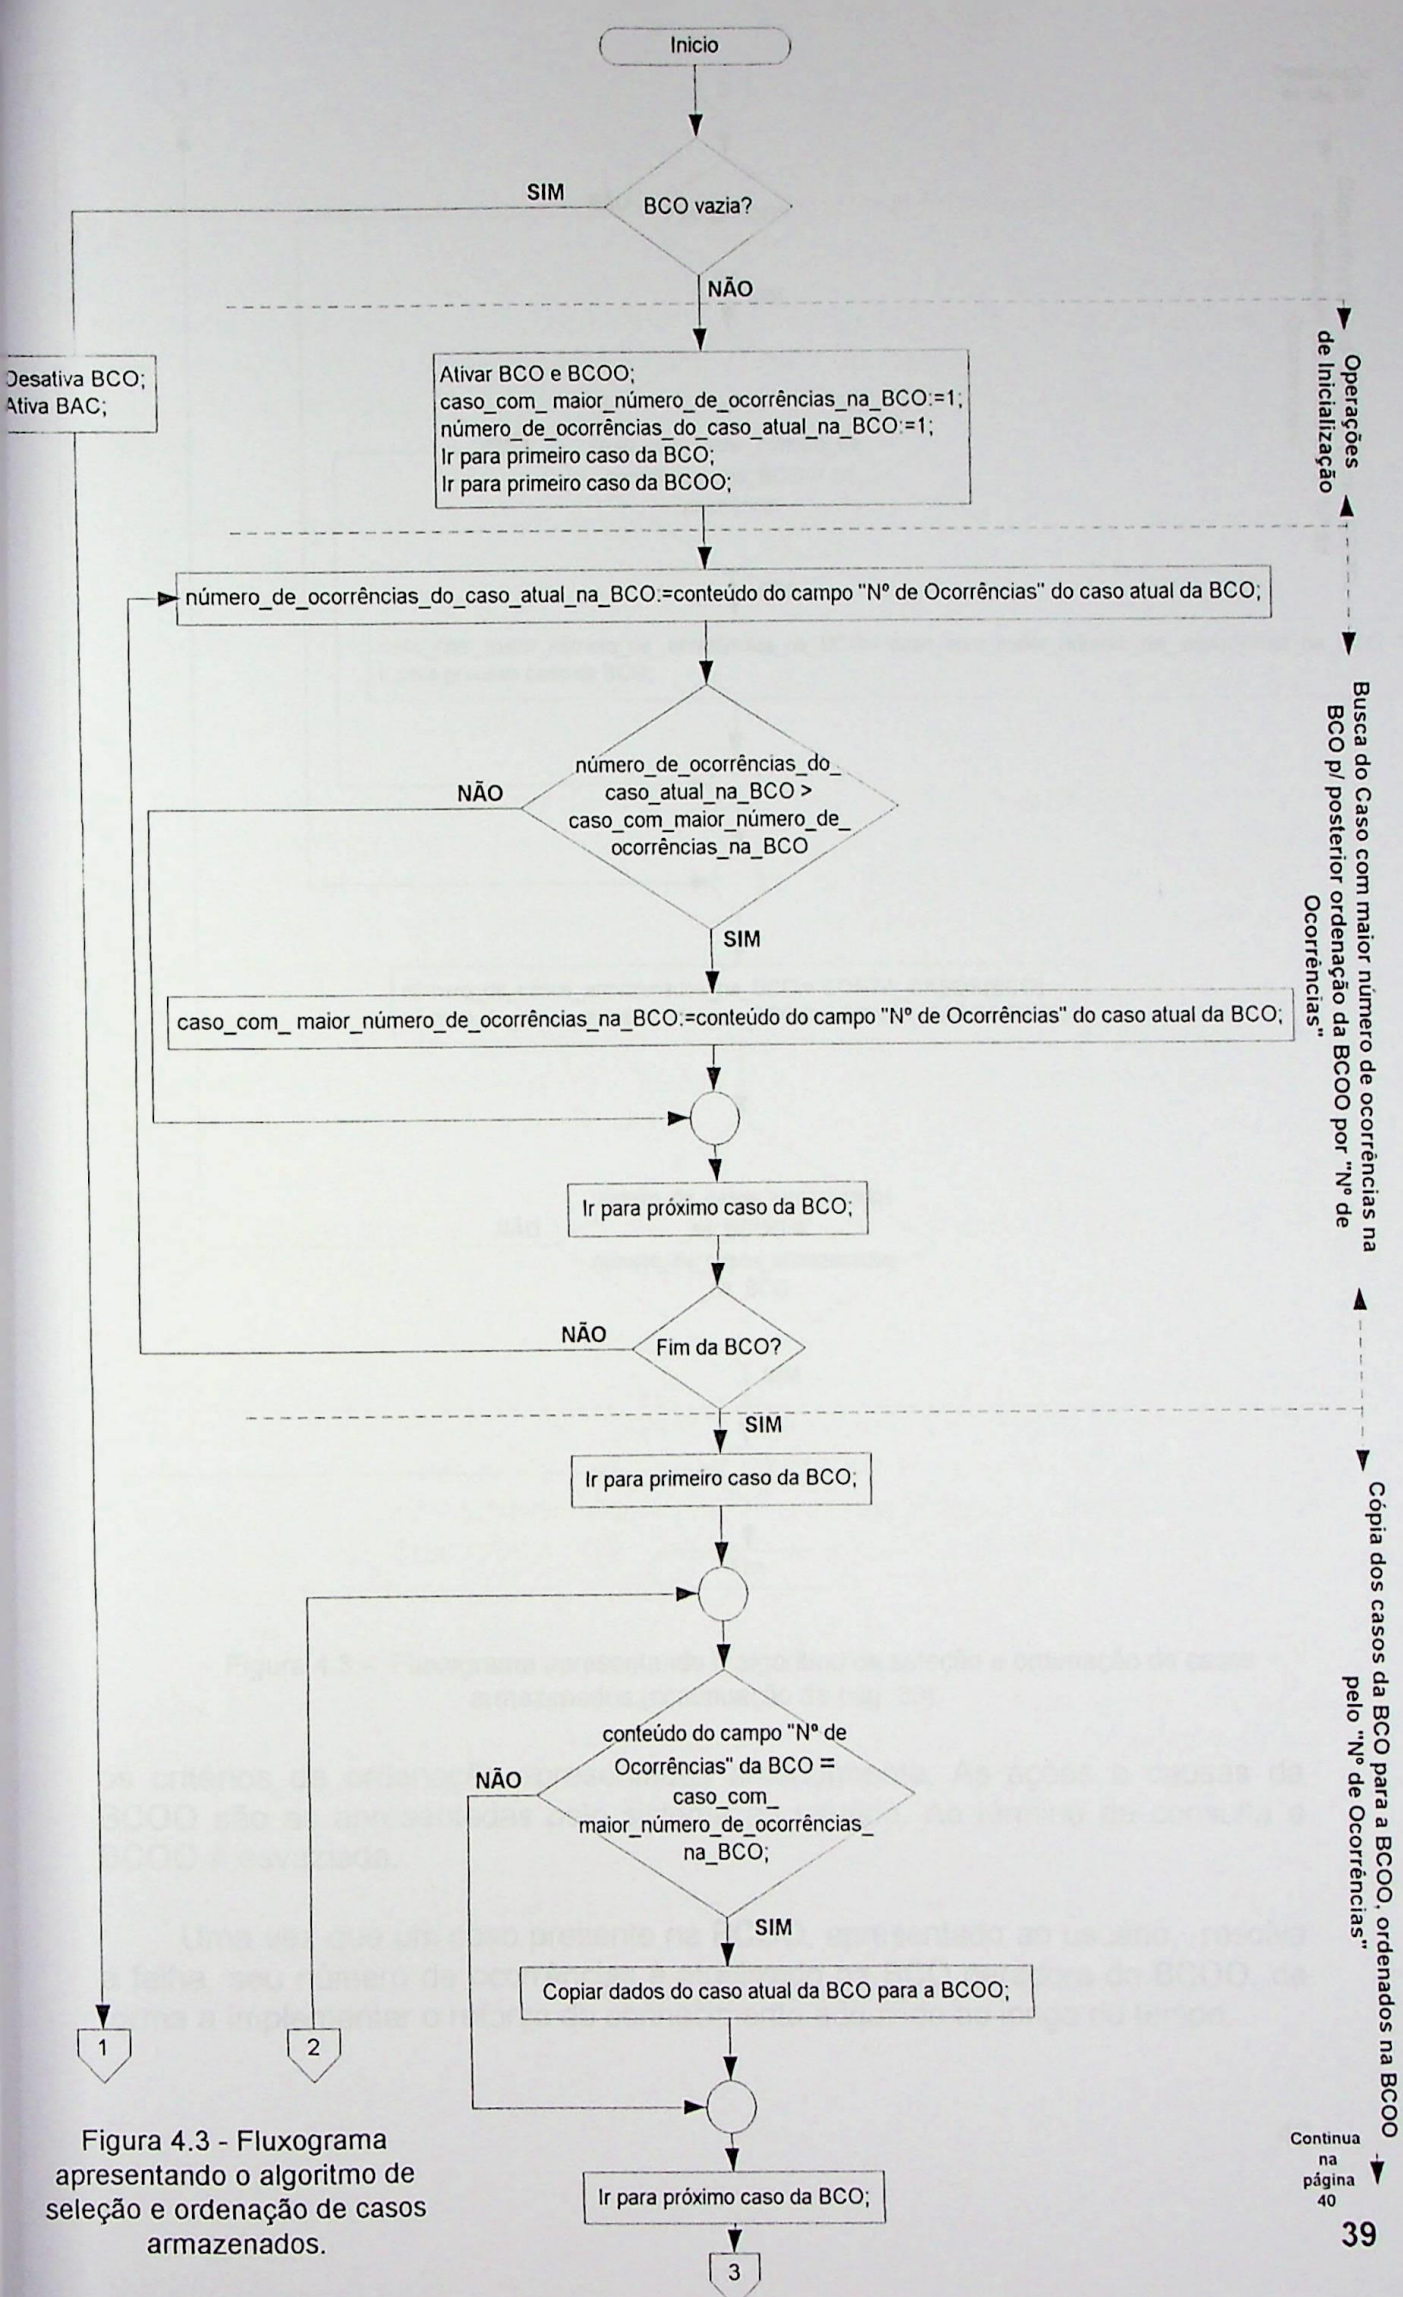 Inicio
BCO vazia?
SIM
NÃO
Desativa BCO;
Ativa BAC;
Ativar BCO e BCOO;
caso_com_ maior_número_de_ocorrências_na_BCO:=1;
número_de_ocorrências_do_caso_atual_na_BCO:=1;
Ir para primeiro caso da BCO;
Ir para primeiro caso da BCOO;
Operações
de Inicialização
número_de_ocorrências_do_caso_atual_na_BCO:=conteúdo do campo "Nº de Ocorrências" do caso atual da BCO;
número_de_ocorrências_do_
caso_atual_na_BCO >
caso_com_maior_número_de_
ocorrências_na_BCO
NÃO
SIM
caso_com_ maior_número_de_ocorrências_na_BCO:=conteúdo do campo "Nº de Ocorrências" do caso atual da BCO;
Ir para próximo caso da BCO;
Fim da BCO?
NÃO
SIM
Busca do Caso com maior número de ocorrências na
BCO p/ posterior ordenação da BCOO por "Nº de
Ocorrências"
Ir para primeiro caso da BCO;
conteúdo do campo "Nº de
Ocorrências" da BCO =
caso_com_
maior_número_de_ocorrências_
na_BCO;
NÃO
SIM
Copiar dados do caso atual da BCO para a BCOO;
Ir para próximo caso da BCO;
Cópia dos casos da BCO para a BCOO, ordenados na BCOO
pelo "Nº de Ocorrências"
1
2
3
Figura 4.3 - Fluxograma
apresentando o algoritmo de
seleção e ordenação de casos
armazenados.
Continua
na
página
40
39